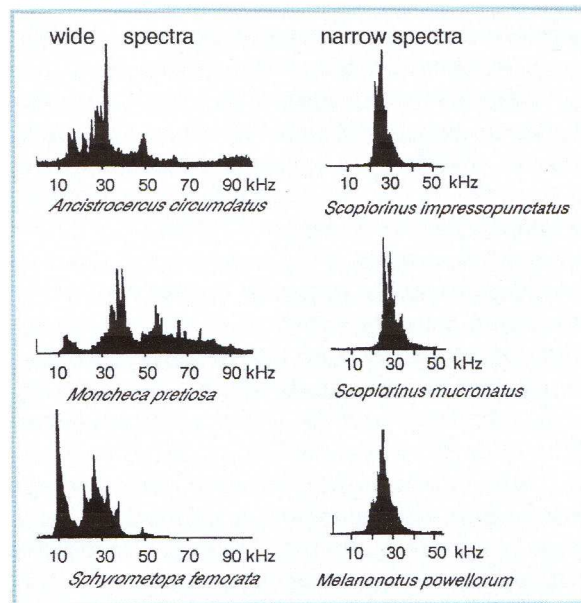 wide spectra
narrow spectra
10 30 50 70 90 kHz
Ancistrocercus circumdatus
10 30 50 kHz
Scopiorinus impressopunctatus
10 30 50 70 90 kHz
Moncheca pretiosa
10 30 50 kHz
Scopiorinus mucronatus
10 30 50 70 90 kHz
Sphyrometopa femorata
10 30 50 kHz
Melanonotus powellorum